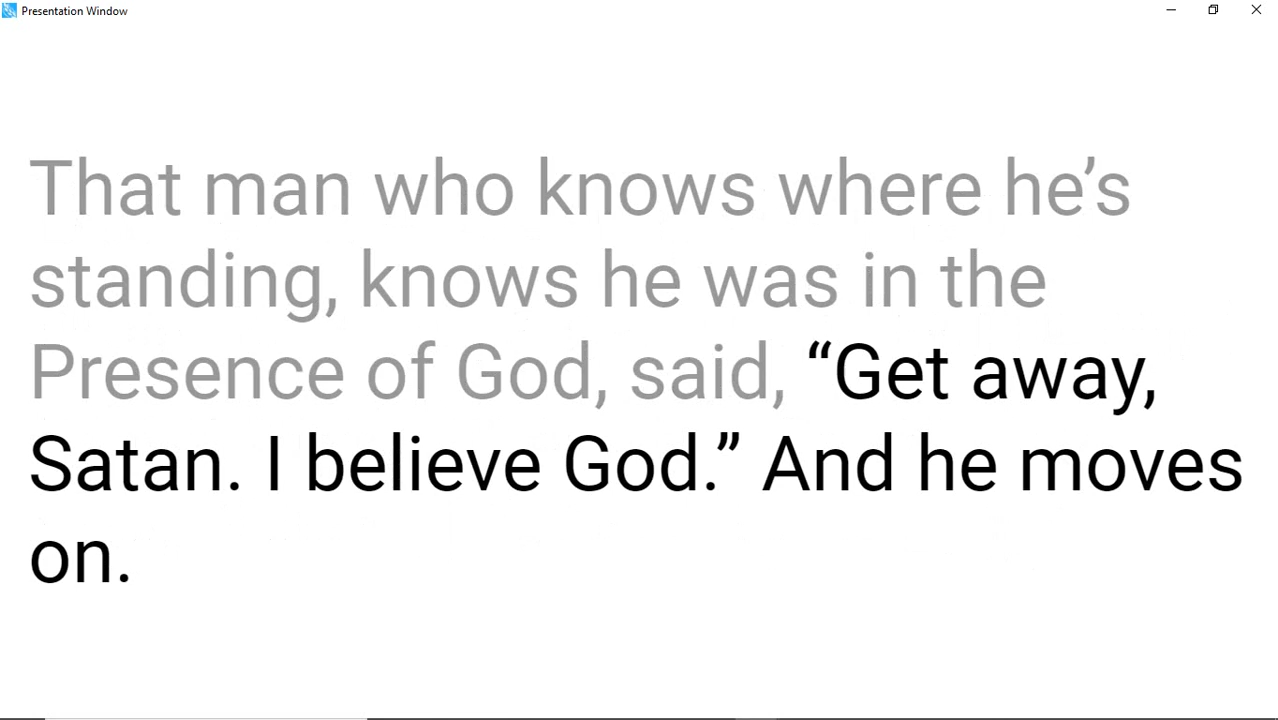 Presentation Window
That man who knows where he’s
standing, knows he was in the
Presence of God, said, “Get away,
Satan. I believe God.” And he moves
on.